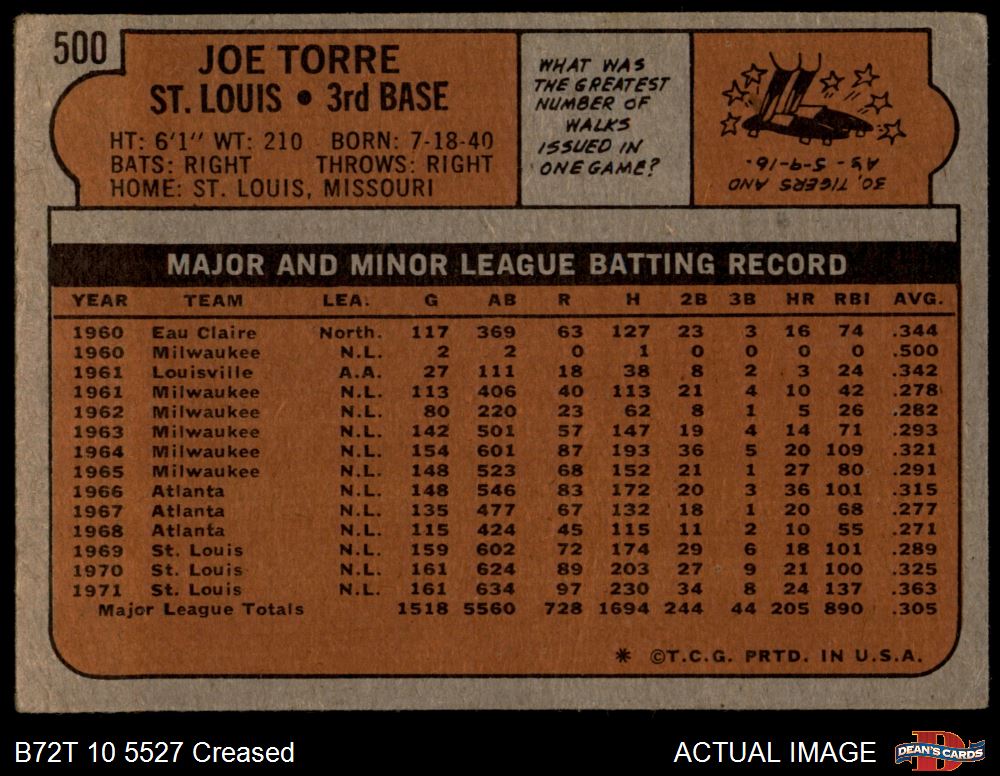 500
JOE TORRE
ST. LOUIS • 3rd BASE
HT: 6'1" WT: 210 BORN: 7-18-40
BATS: RIGHT THROWS: RIGHT
HOME: ST. LOUIS, MISSOURI
WHAT WAS
THE GREATEST
NUMBER OF
WALKS
ISSUED IN
ONE GAME?
30, TIGERS AND
A's - 5-9-16.
MAJOR AND MINOR LEAGUE BATTING RECORD
YEAR TEAM LEA. G AB R H 2B 3B HR RBI AVG.
1960 Eau Claire North. 117 369 63 127 23 3 16 74 .344
1960 Milwaukee N.L. 2 2 0 1 0 0 0 0 .500
1961 Louisville A.A. 27 111 18 38 8 2 3 24 .342
1961 Milwaukee N.L. 113 406 40 113 21 4 10 42 .278
1962 Milwaukee N.L. 80 220 23 62 8 1 5 26 .282
1963 Milwaukee N.L. 142 501 57 147 19 4 14 71 .293
1964 Milwaukee N.L. 154 601 87 193 36 5 20 109 .321
1965 Milwaukee N.L. 148 523 68 152 21 1 27 80 .291
1966 Atlanta N.L. 148 546 83 172 20 3 36 101 .315
1967 Atlanta N.L. 135 477 67 132 18 1 20 68 .277
1968 Atlanta N.L. 115 424 45 115 11 2 10 55 .271
1969 St. Louis N.L. 159 602 72 174 29 6 18 101 .289
1970 St. Louis N.L. 161 624 89 203 27 9 21 100 .325
1971 St. Louis N.L. 161 634 97 230 34 8 24 137 .363
Major League Totals 1518 5560 728 1694 244 44 205 890 .305
* ©T.C.G. PRTD. IN U.S.A.
B72T 10 5527 Creased ACTUAL IMAGE
DEAN'S CARDS